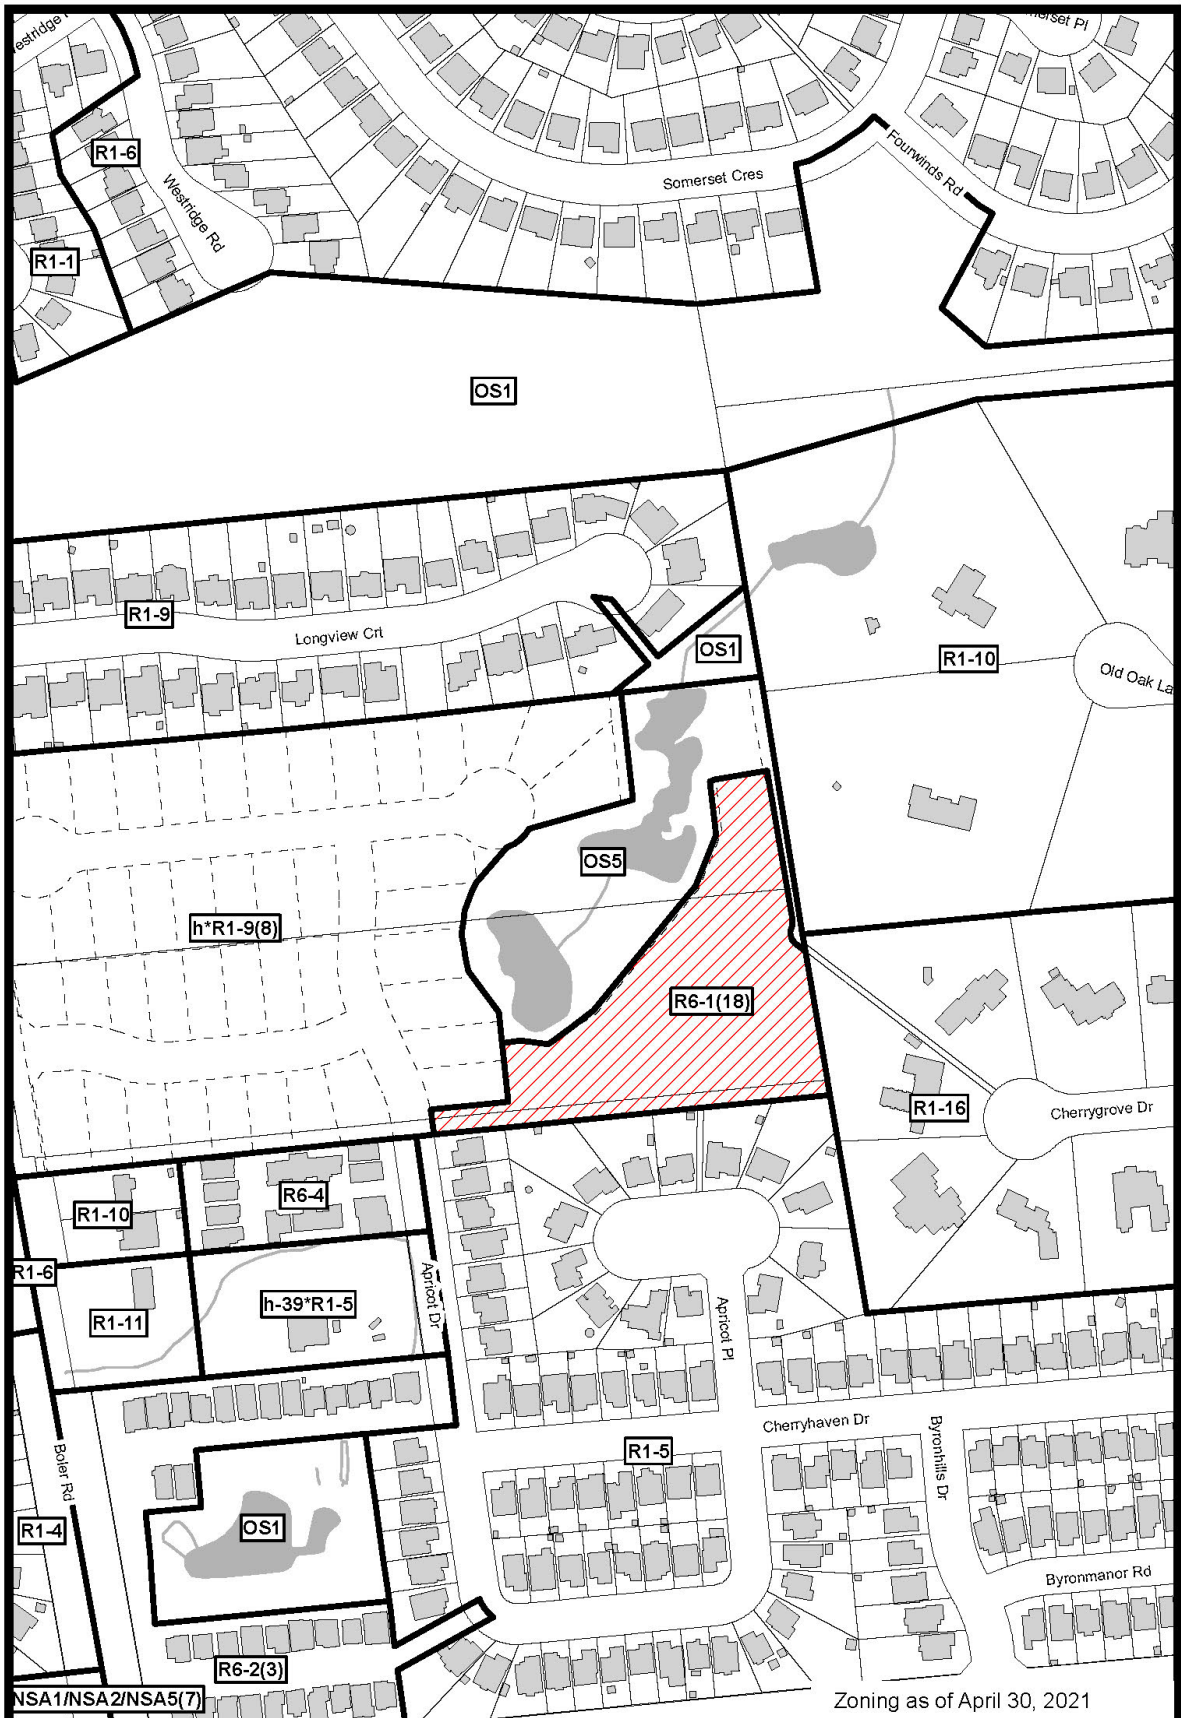 Westridge
Somerset Pl
R1-6
Westridge Rd
Somerset Cres
Fourwinds Rd
R1-1
OS1
R1-9
Longview Crt
OS1
R1-10
Old Oak La
OS5
h*R1-9(8)
R6-1(18)
R1-16
Cherrygrove Dr
R6-4
R1-10
R1-6
Apricot Dr
h-39*R1-5
R1-11
Apricot Pl
Cherryhaven Dr
Byronhills Dr
R1-5
Boler Rd
R1-4
OS1
Byronmanor Rd
R6-2(3)
NSA1/NSA2/NSA5(7)
Zoning as of April 30, 2021